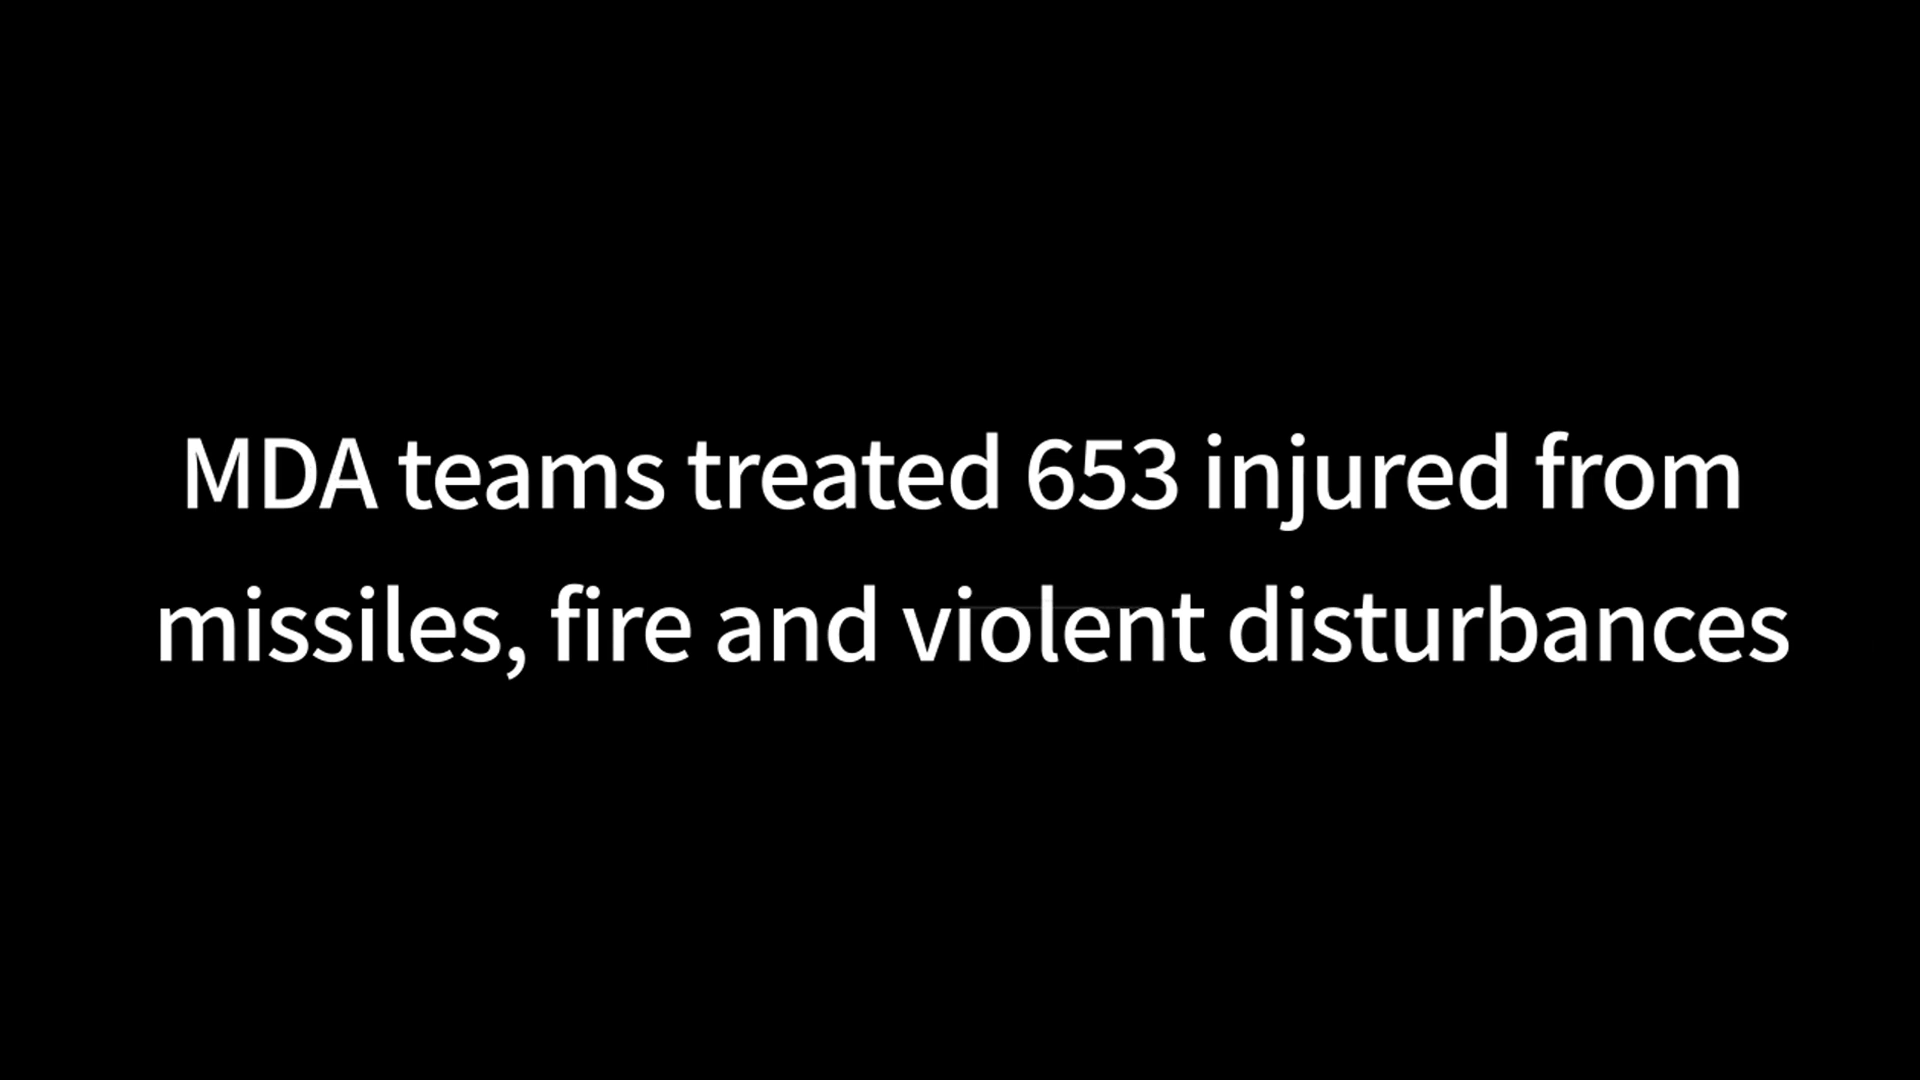 MDA teams treated 653 injured from
missiles, fire and violent disturbances